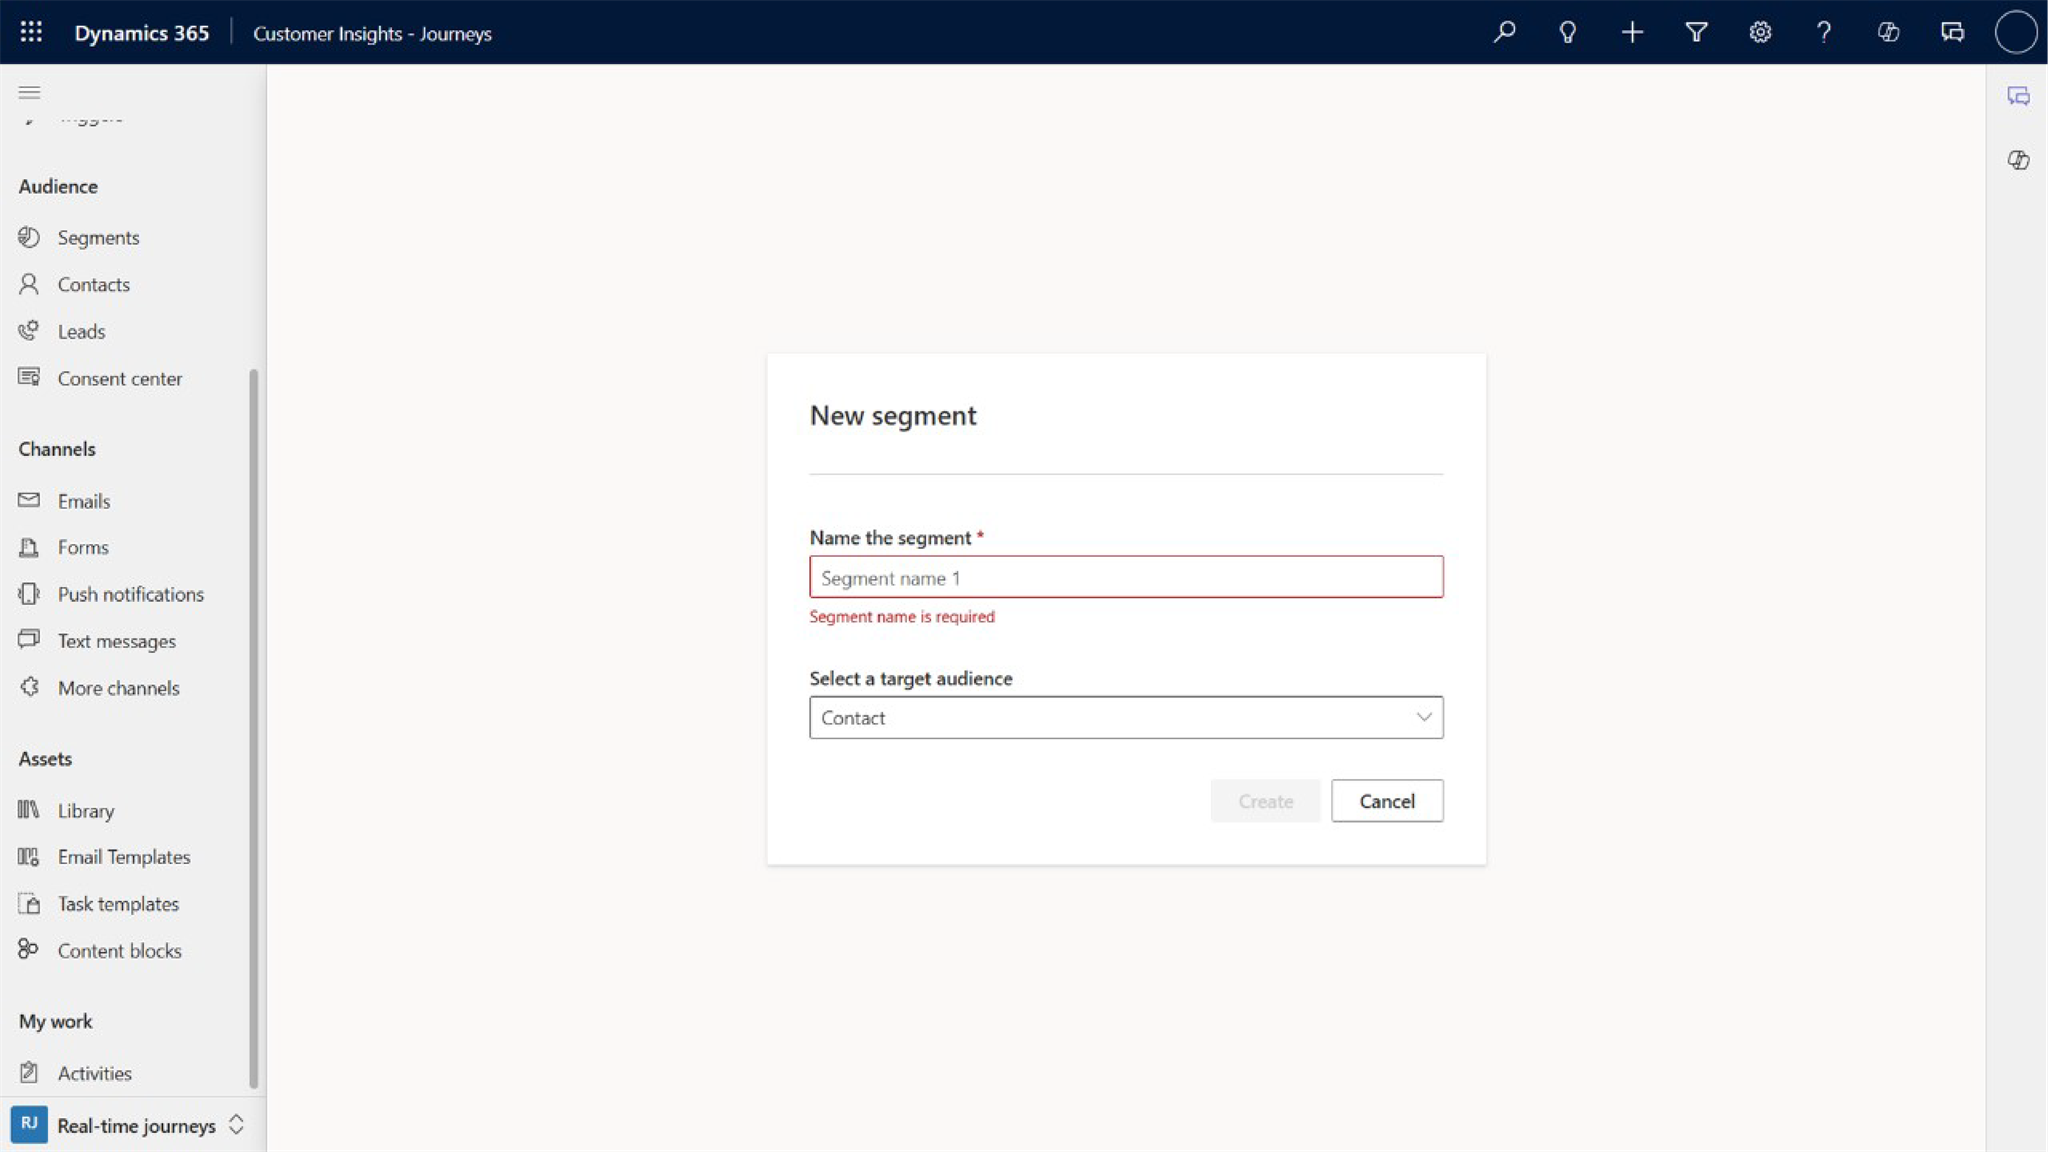 Dynamics 365
Customer Insights - Journeys
Audience
Segments
Contacts
Leads
Consent center
Channels
Emails
Forms
Push notifications
Text messages
More channels
Assets
Library
Email Templates
Task templates
Content blocks
My work
Activities
RJ
Real-time journeys
New segment
Name the segment *
Segment name 1
Segment name is required
Select a target audience
Contact
Create
Cancel